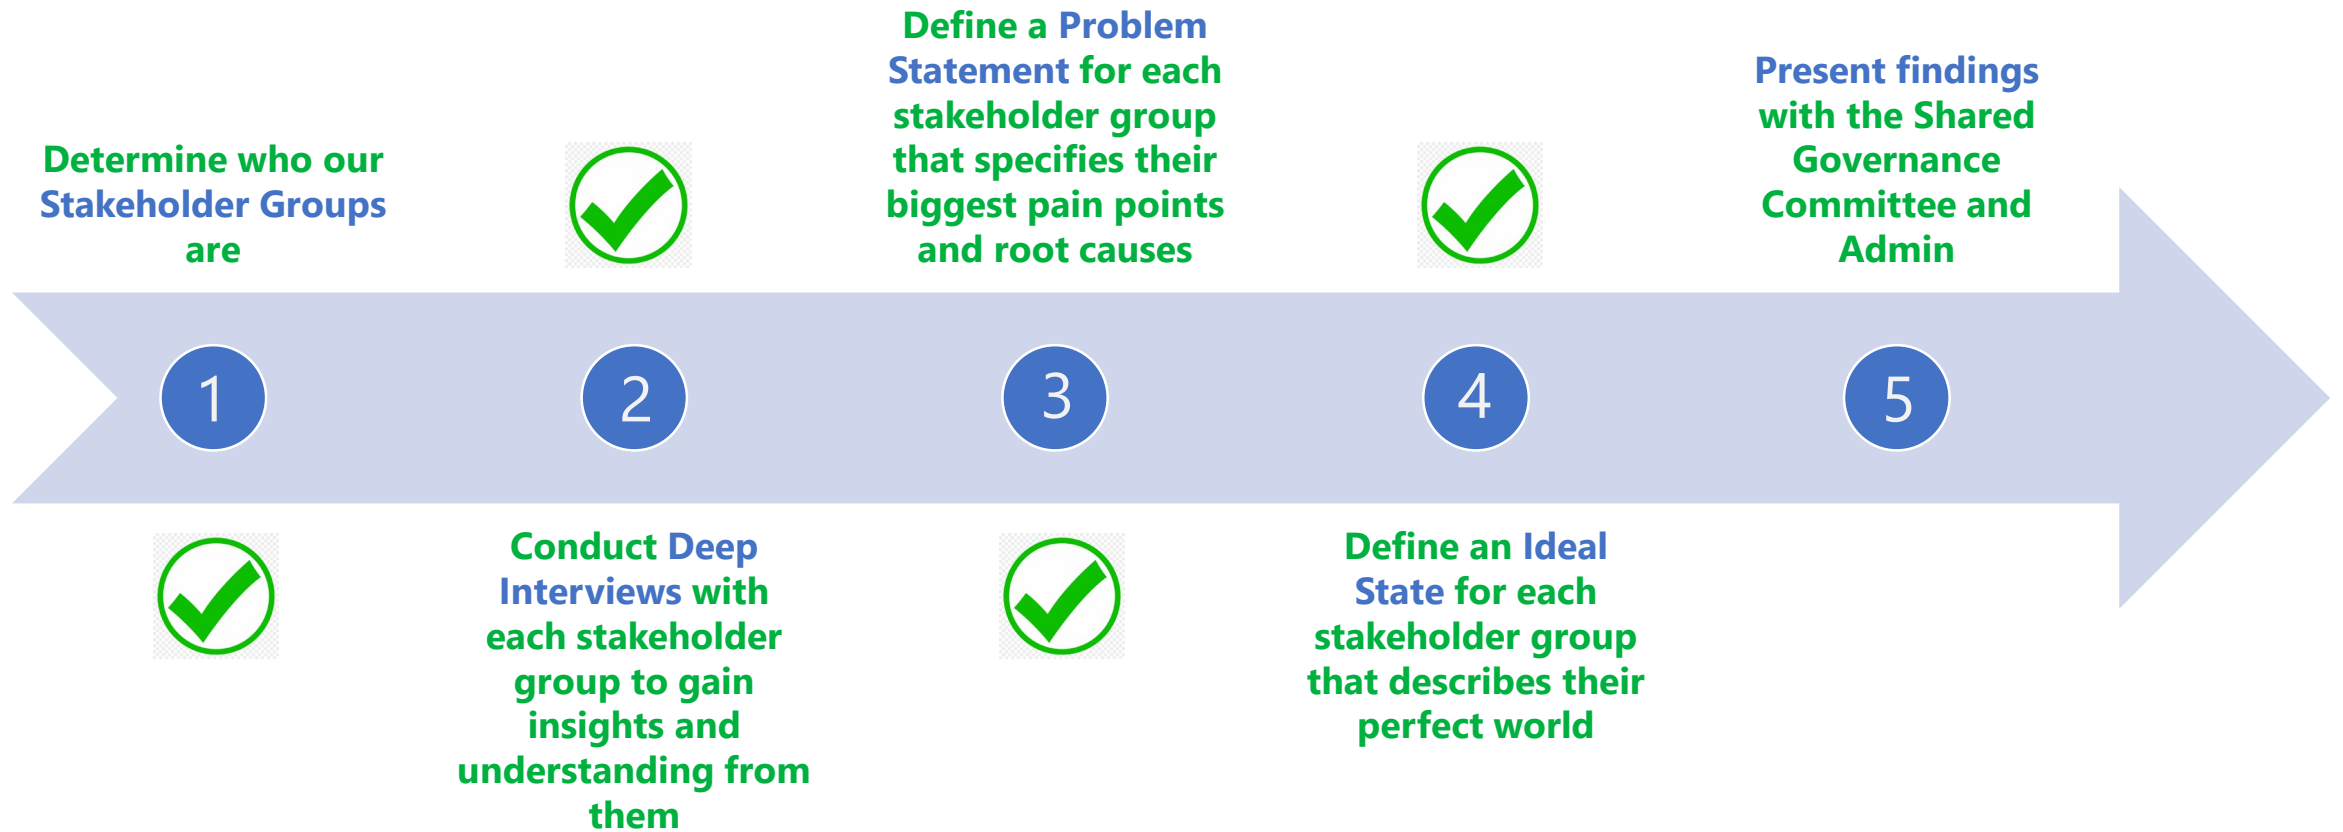 Determine who our
Stakeholder Groups
are
1
2
Conduct Deep
Interviews with
each stakeholder
group to gain
insights and
understanding from
them
Define a Problem
Statement for each
stakeholder group
that specifies their
biggest pain points
and root causes
3
4
Define an Ideal
State for each
stakeholder group
that describes their
perfect world
Present findings
with the Shared
Governance
Committee and
Admin
5